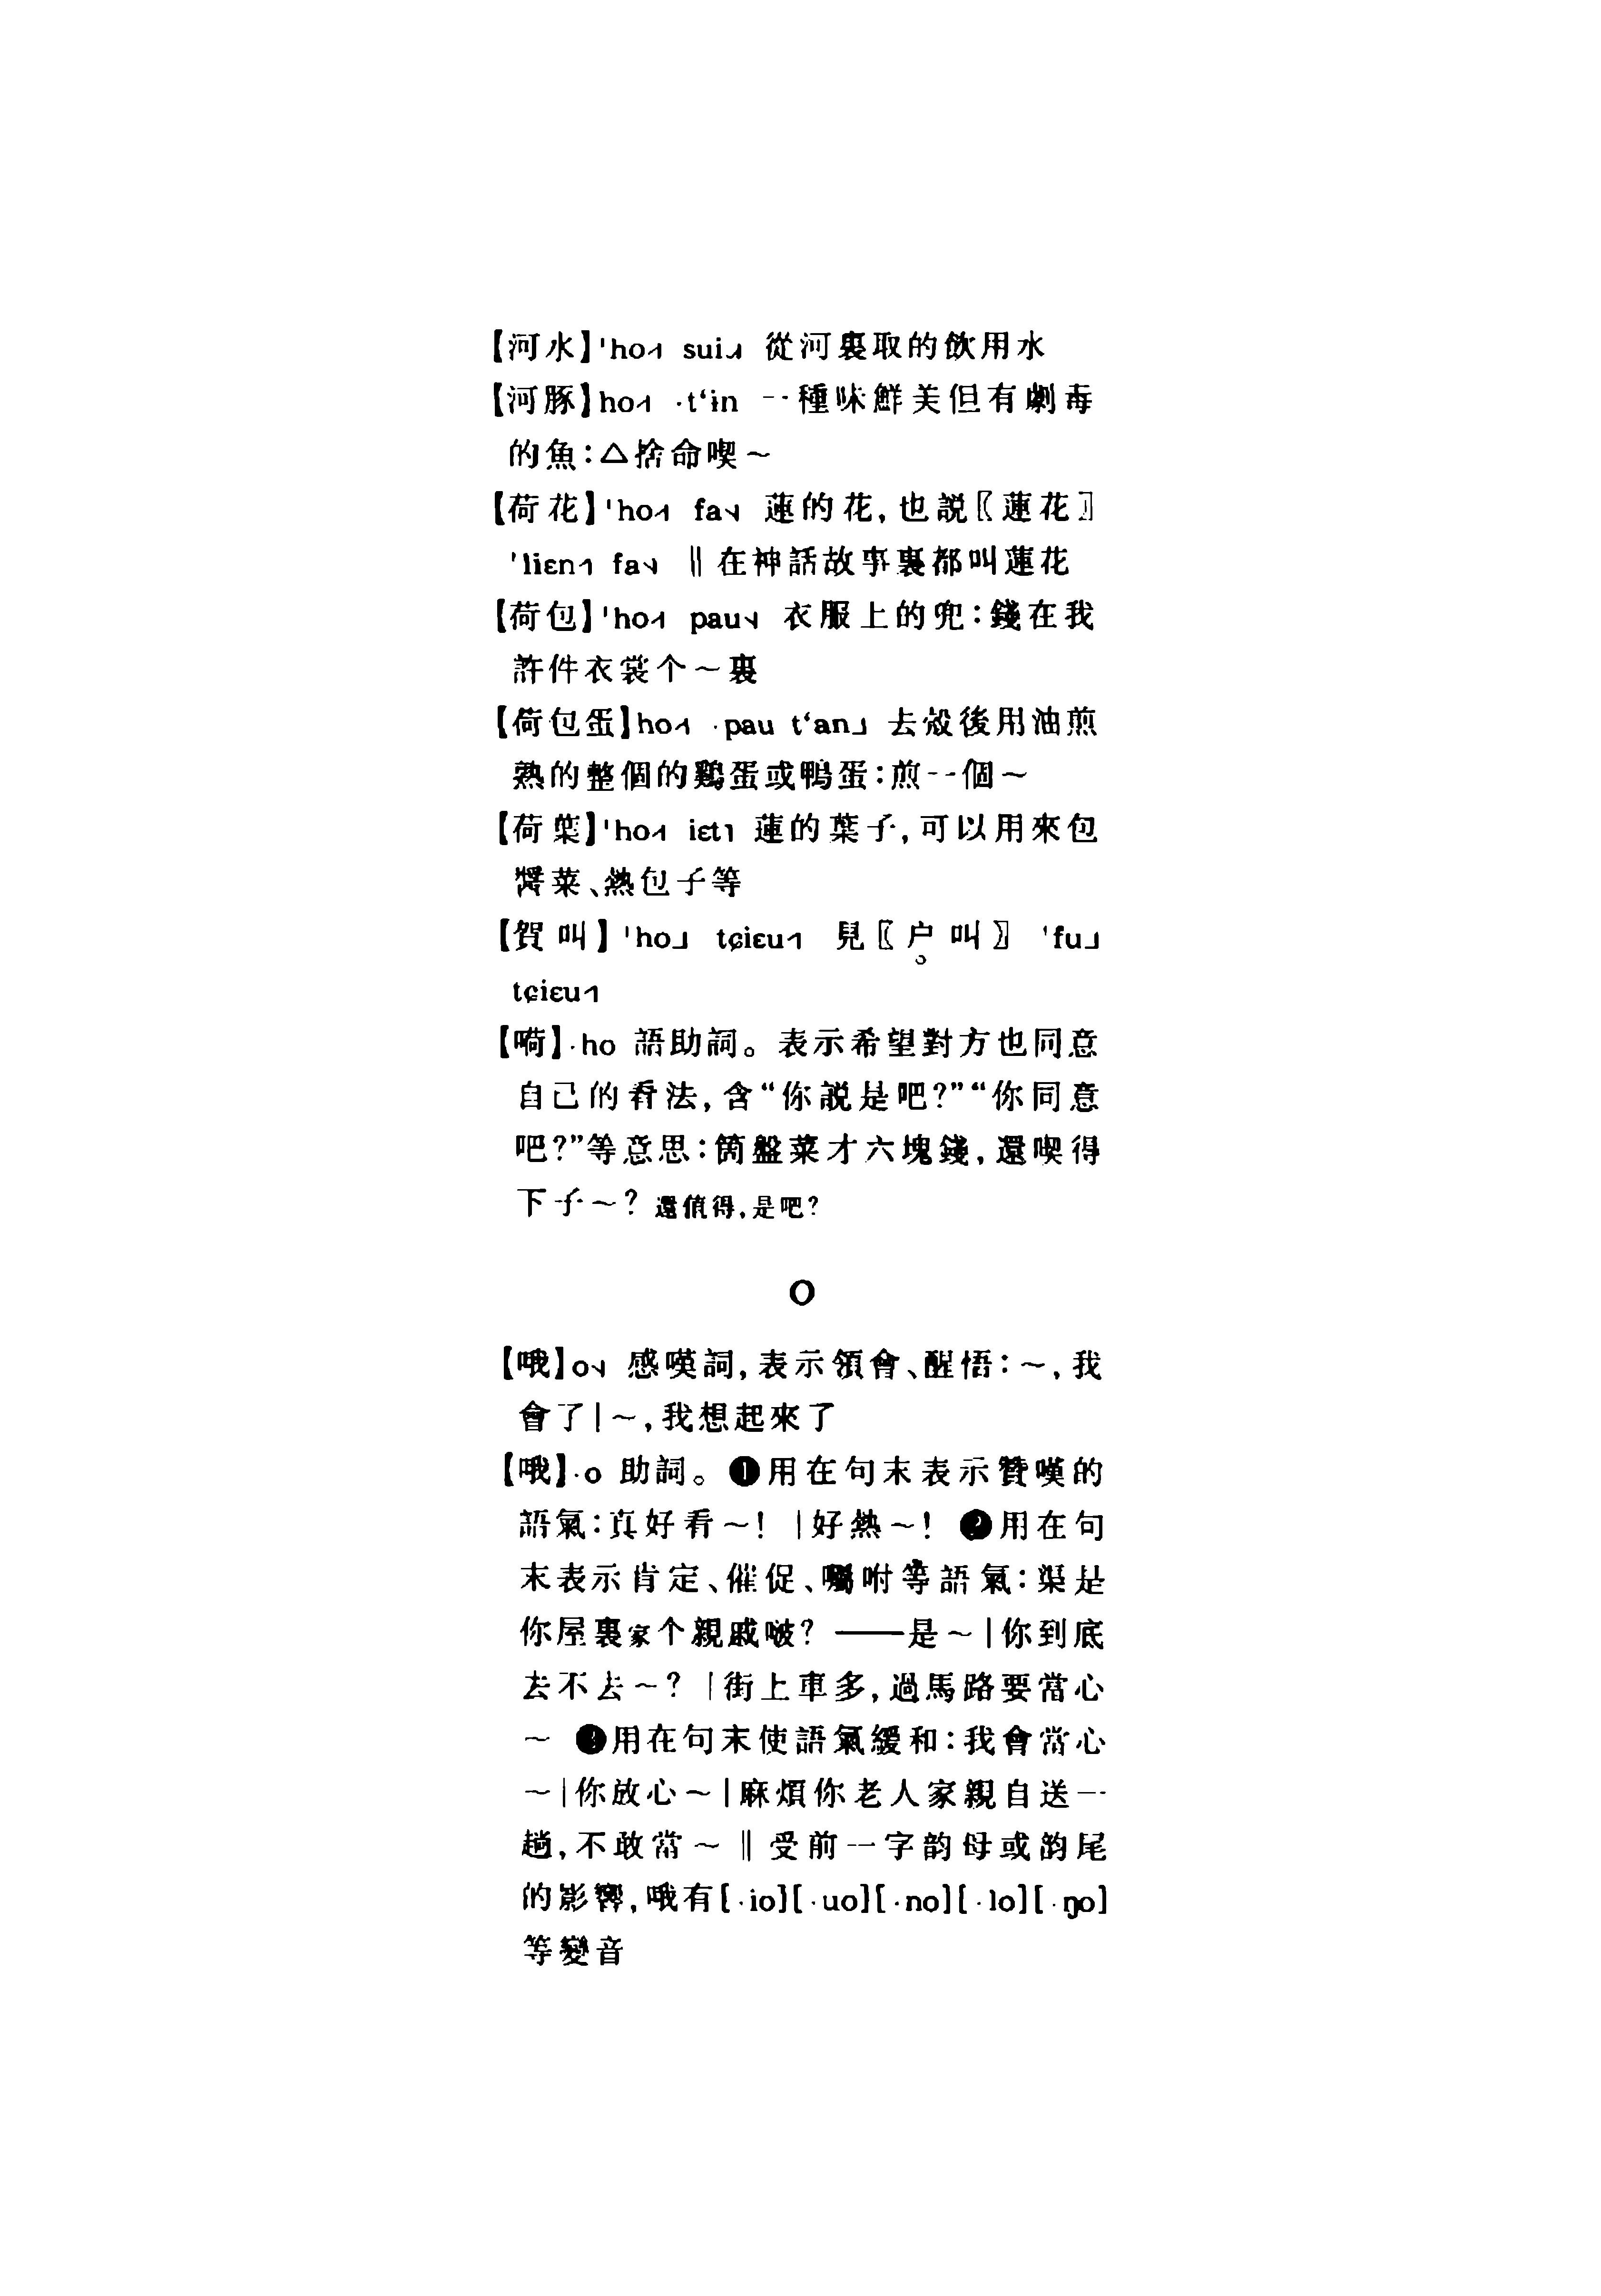 【河水】ˈho˧˥ sui˨˩˧ 從河裏取的飲用水
【河豚】ho˧˥ ·tʻɨn 一種味鮮美但有劇毒
的魚：△捨命喫～
【荷花】ˈho˧˥ fa˦˨ 蓮的花，也説〖蓮花〗
ˈliɛn˧˥ fa˦˨ ‖在神話故事裏都叫蓮花
【荷包】ˈho˧˥ pau˦˨ 衣服上的兜：錢在我
許件衣裳个～裏
【荷包蛋】ho˧˥ ·pau tʻan˩ 去殼後用油煎
熟的整個的鷄蛋或鴨蛋：煎一個～
【荷葉】ˈho˧˥ iɛt˥ 蓮的葉子，可以用來包
醬菜、熱包子等
【賀叫】ˈho˩ tɕiɛu˧˥ 見〖户叫〗 ˈfu˩
tɕiɛu˧˥
【嗬】·ho 語助詞。表示希望對方也同意
自己的看法，含“你説是吧？”“你同意
吧？”等意思：箇盤菜才六塊錢，還喫得
下子～？ 還值得，是吧？
O
【哦】o˦˨ 感嘆詞，表示領會、醒悟：～，我
會了|～，我想起來了
【哦】·o 助詞。❶用在句末表示贊嘆的
語氣：真好看～！|好熱～！ ❷用在句
末表示肯定、催促、囑咐等語氣：渠是
你屋裏家个親戚啵？——是～|你到底
去不去～？|街上車多，過馬路要當心
～ ❸用在句末使語氣緩和：我會當心
～|你放心～|麻煩你老人家親自送一
趟，不敢當～‖受前一字韵母或韵尾
的影響，哦有[·io][·uo][·no][·lo][·ŋo]
等變音